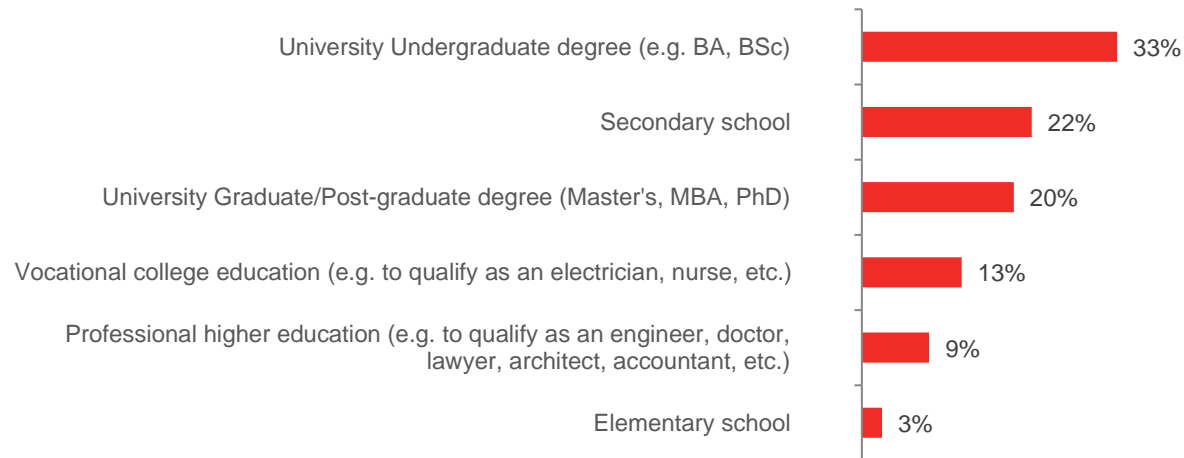 University Undergraduate degree (e.g. BA, BSc)
33%
Secondary school
22%
University Graduate/Post-graduate degree (Master's, MBA, PhD)
20%
Vocational college education (e.g. to qualify as an electrician, nurse, etc.)
13%
Professional higher education (e.g. to qualify as an engineer, doctor,
lawyer, architect, accountant, etc.)
9%
Elementary school
3%